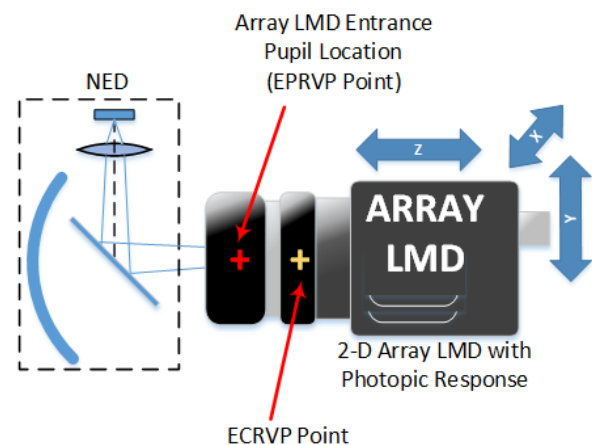 Array LMD Entrance
Pupil Location
(EPRVP Point)
NED
Z
X
Y
ARRAY
LMD
2-D Array LMD with
Photopic Response
ECRVP Point